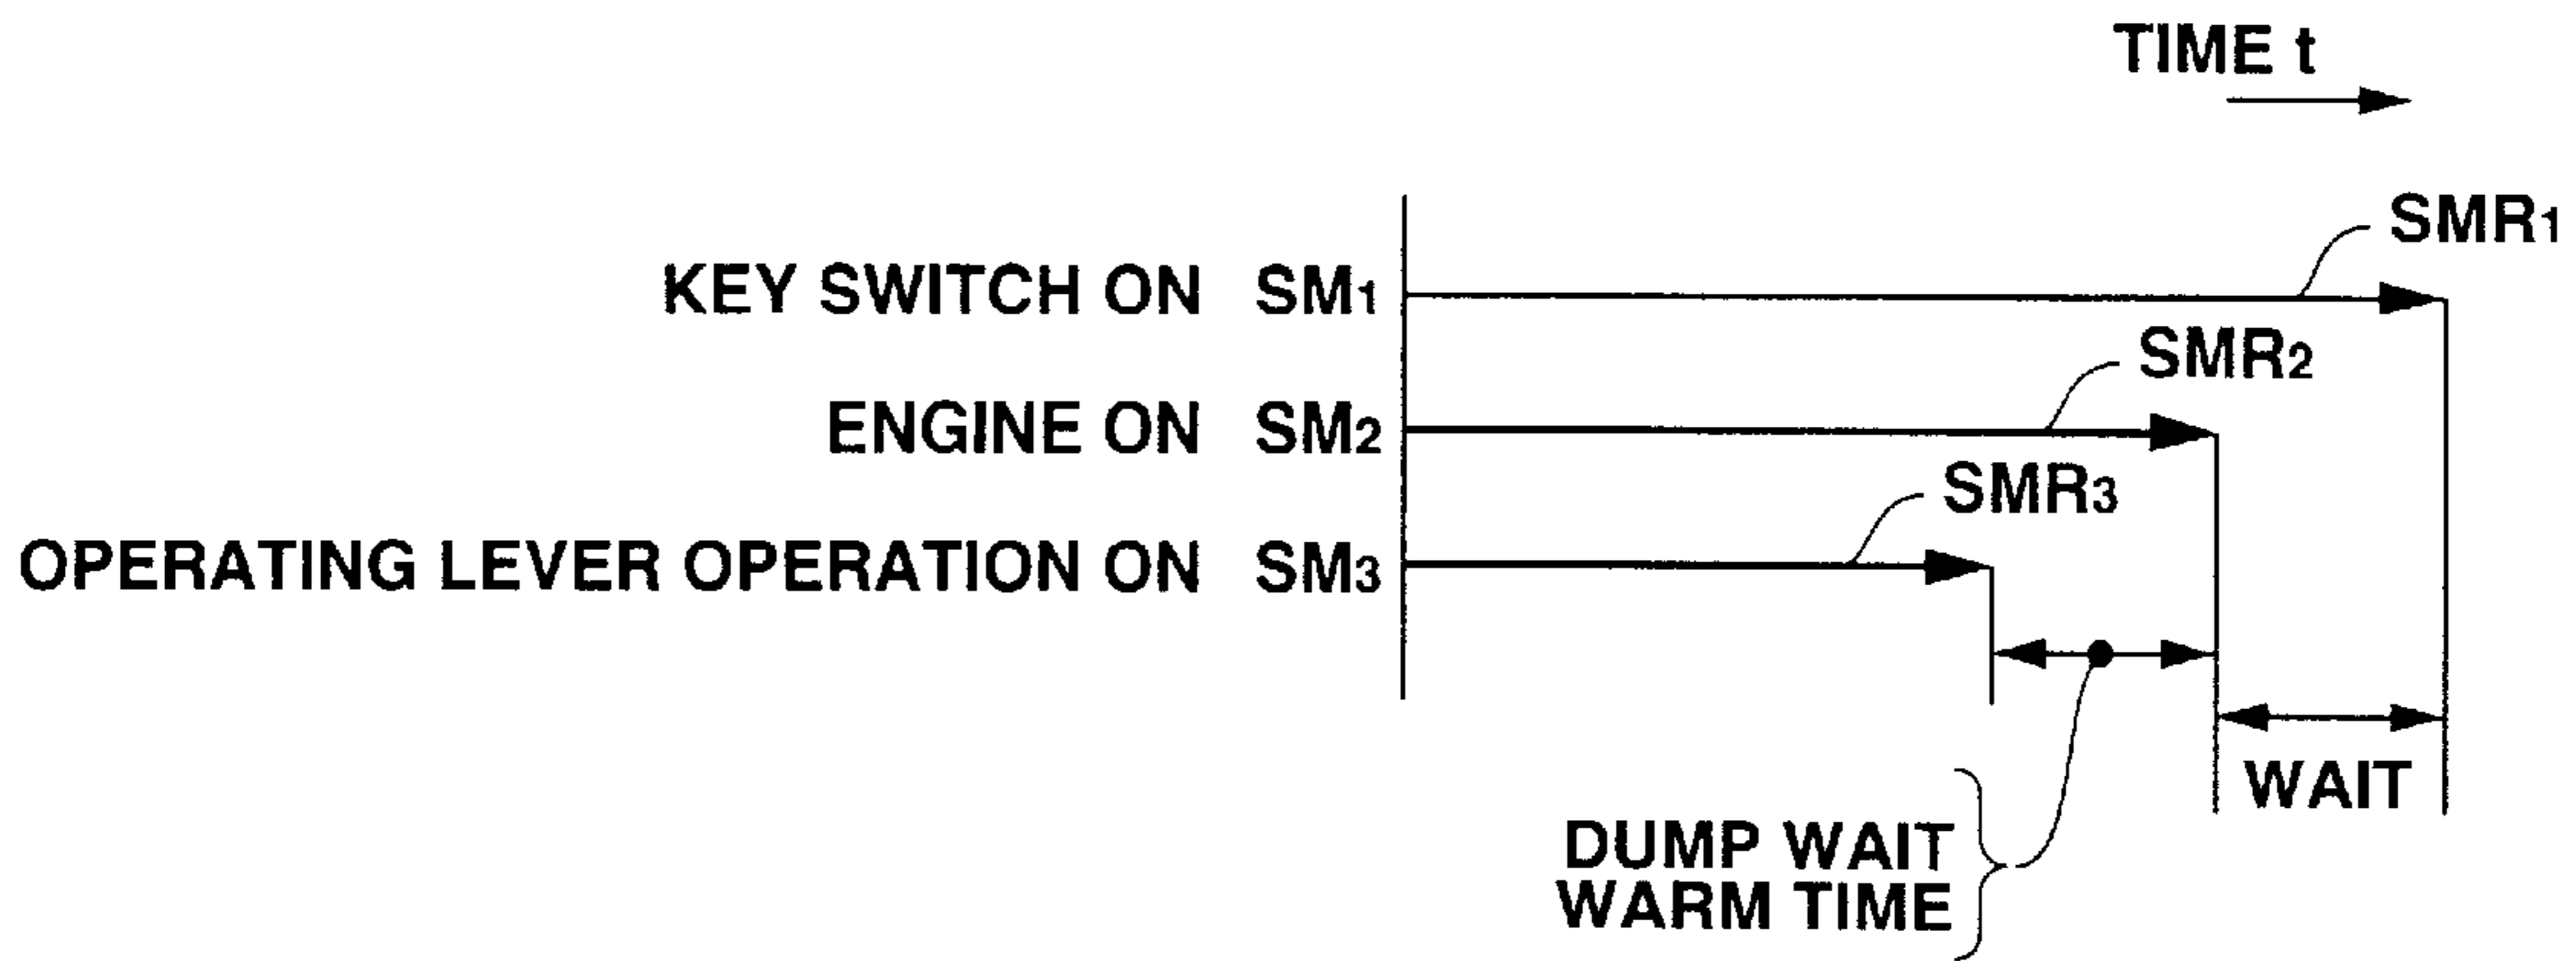 TIME t
SMR1
KEY SWITCH ON SM1
SMR2
ENGINE ON SM2
SMR3
OPERATING LEVER OPERATION ON SM3
WAIT
DUMP WAIT
WARM TIME